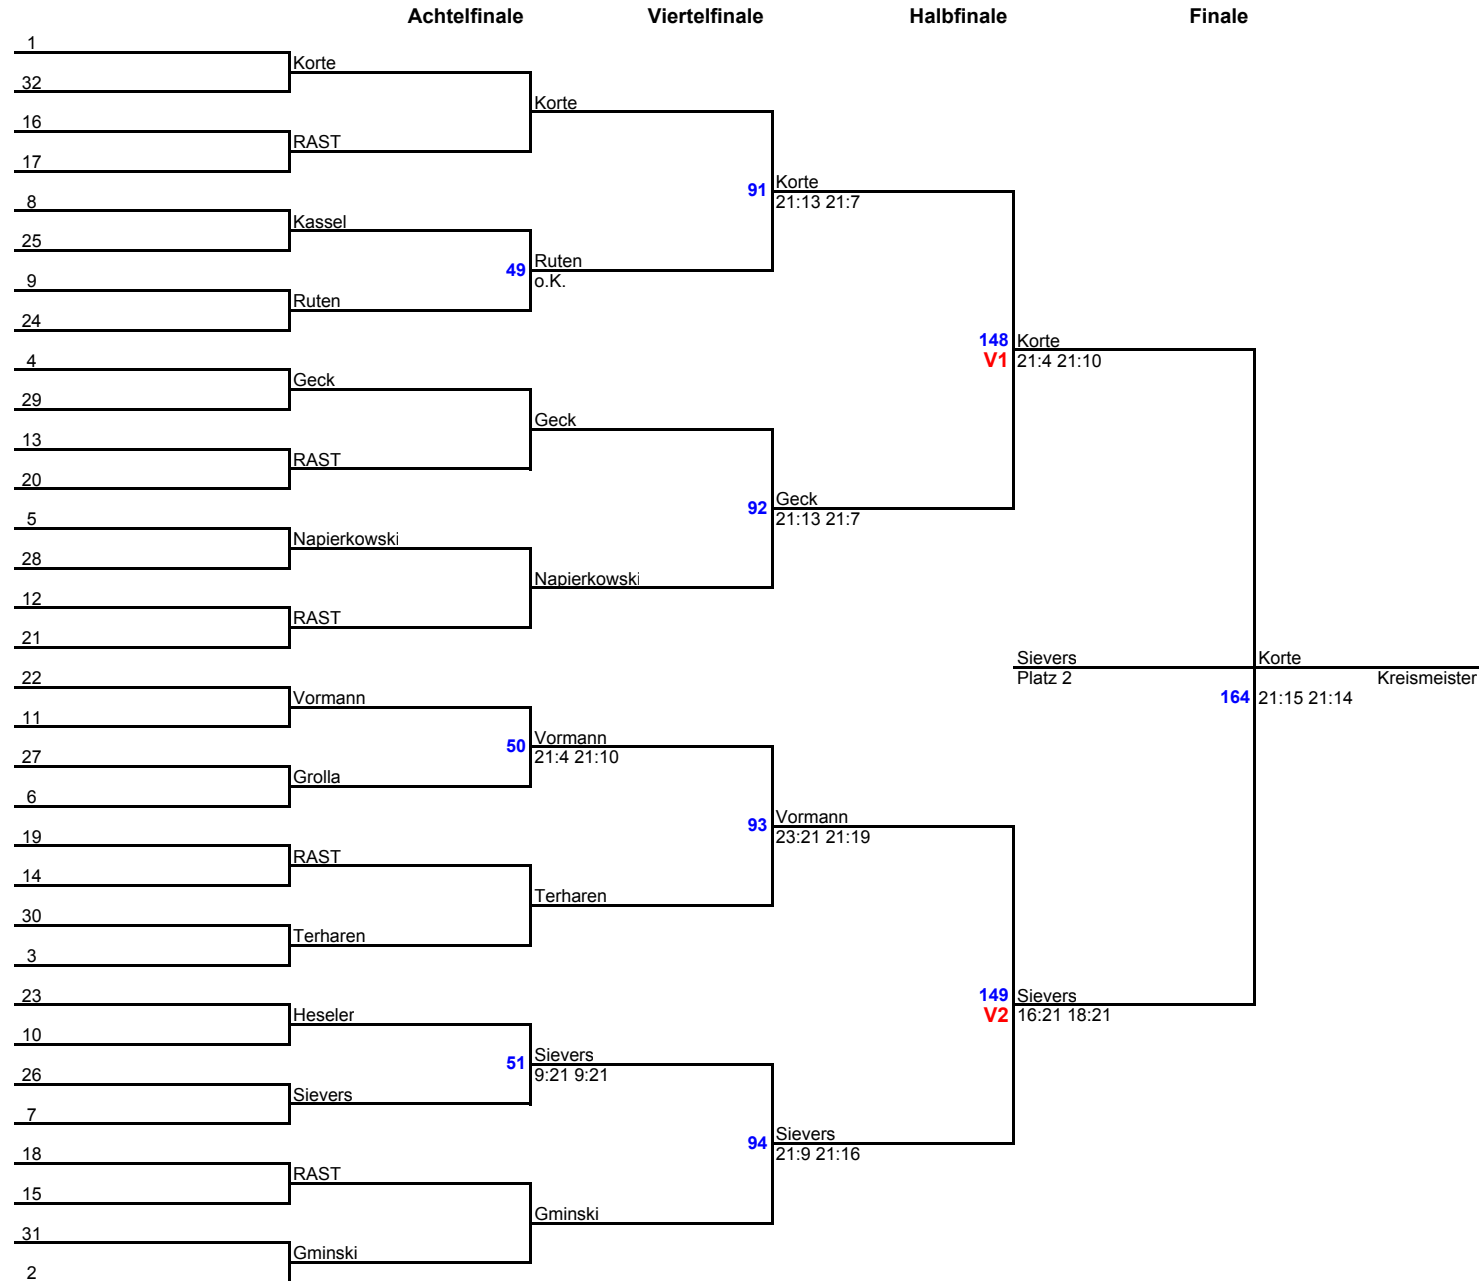 Achtelfinale Viertelfinale Halbfinale Finale
1
Korte
32
Korte
16
RAST
17
91 Korte
21:13 21:7
8
Kassel
25
49 Ruten
o.K.
9
Ruten
24
148 Korte
V1 21:4 21:10
4
Geck
29
Geck
13
RAST
20
92 Geck
21:13 21:7
5
Napierkowski
28
Napierkowski
12
RAST
21
Sievers Korte
Platz 2 Kreismeister
164 21:15 21:14
22
Vormann
11
50 Vormann
21:4 21:10
27
Grolla
6
93 Vormann
23:21 21:19
19
RAST
14
Terharen
30
Terharen
3
149 Sievers
V2 16:21 18:21
23
Heseler
10
51 Sievers
9:21 9:21
26
Sievers
7
94 Sievers
21:9 21:16
18
RAST
15
Gminski
31
Gminski
2